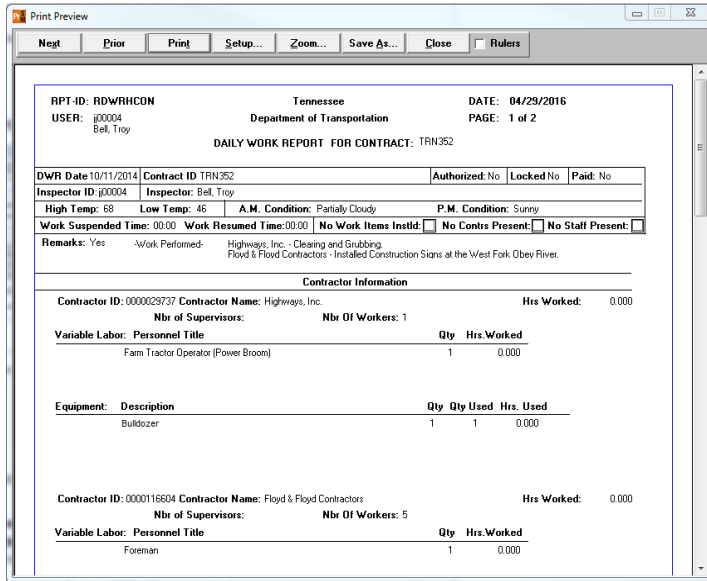 Print Preview
Next Prior Print Setup... Zoom... Save As... Close Rulers
RPT-ID: RDWRHCON Tennessee DATE: 04/29/2016
USER: jj00004 Department of Transportation PAGE: 1 of 2
Bell, Troy
DAILY WORK REPORT FOR CONTRACT: TRN352
DWR Date 10/11/2014 Contract ID TRN352 Authorized: No Locked No Paid: No
Inspector ID: jj00004 Inspector: Bell, Troy
High Temp: 68 Low Temp: 46 A.M. Condition: Partially Cloudy P.M. Condition: Sunny
Work Suspended Time: 00:00 Work Resumed Time:00:00 No Work Items Instld: No Contrs Present: No Staff Present:
Remarks: Yes -Work Performed- Highways, Inc. - Clearing and Grubbing.
Floyd & Floyd Contractors - Installed Construction Signs at the West Fork Obey River.
Contractor Information
Contractor ID: 0000029737 Contractor Name: Highways, Inc. Hrs Worked: 0.000
Nbr of Supervisors: Nbr Of Workers: 1
Variable Labor: Personnel Title Qty Hrs.Worked
Farm Tractor Operator (Power Broom) 1 0.000
Equipment: Description Qty Qty Used Hrs. Used
Bulldozer 1 1 0.000
Contractor ID: 0000116604 Contractor Name: Floyd & Floyd Contractors Hrs Worked: 0.000
Nbr of Supervisors: Nbr Of Workers: 5
Variable Labor: Personnel Title Qty Hrs.Worked
Foreman 1 0.000